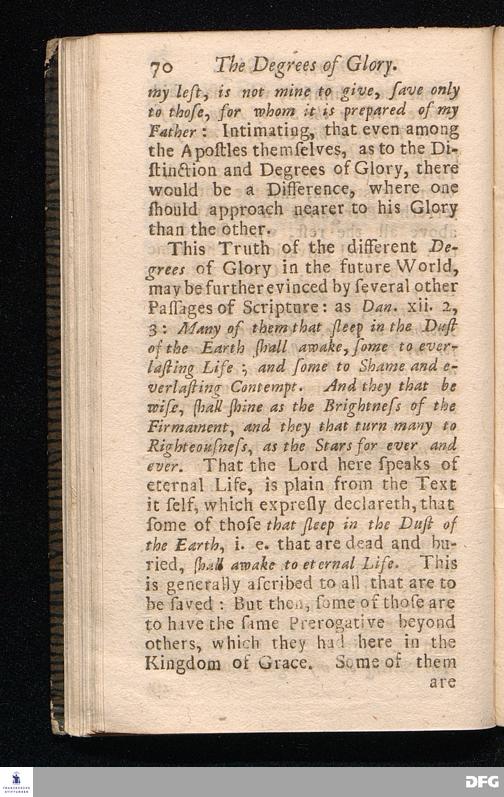 70 The Degrees of Glory.
my left, is not mine to give, ſave only
to thoſe, for whom it is prepared of my
Father: Intimating, that even among
the Apoſtles themſelves, as to the Di-
ſtinction and Degrees of Glory, there
would be a Difference, where one
ſhould approach nearer to his Glory
than the other.
This Truth of the different De-
grees of Glory in the future World,
may be further evinced by ſeveral other
Paſſages of Scripture: as Dan. xii. 2,
3: Many of them that ſleep in the Duſt
of the Earth ſhall awake, ſome to ever-
laſting Life; and ſome to Shame and e-
verlaſting Contempt. And they that be
wiſe, ſhall ſhine as the Brightneſs of the
Firmament, and they that turn many to
Righteouſneſs, as the Stars for ever and
ever. That the Lord here ſpeaks of
eternal Life, is plain from the Text
it ſelf, which expreſly declareth, that
ſome of thoſe that ſleep in the Duſt of
the Earth, i. e. that are dead and bu-
ried, ſhall awake to eternal Life. This
is generally aſcribed to all that are to
be ſaved: But then, ſome of thoſe are
to have the ſame Prerogative beyond
others, which they had here in the
Kingdom of Grace. Some of them
are
FRANCKESCHE
STIFTUNGEN
DFG